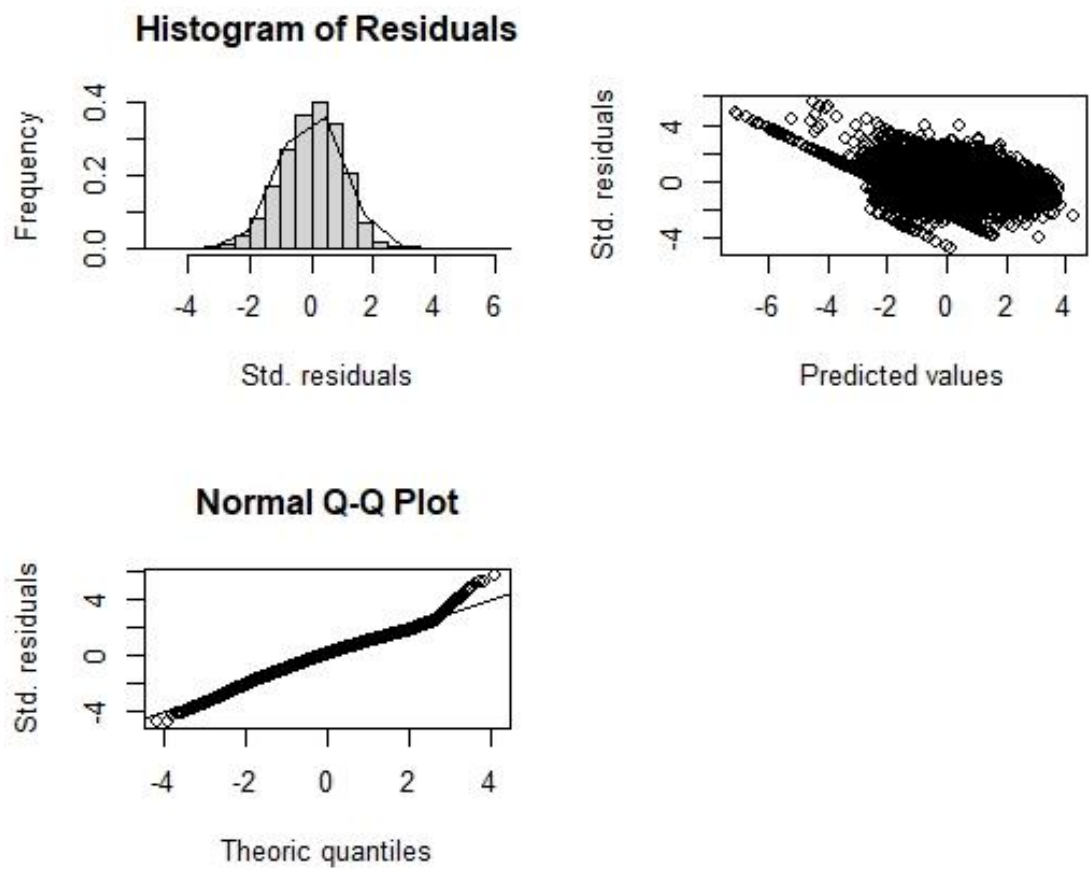 Histogram of Residuals
Frequency
0.0 0.2 0.4
-4 -2 0 2 4 6
Std. residuals
Std. residuals
-4 0 4
-6 -4 -2 0 2 4
Predicted values
Normal Q-Q Plot
Std. residuals
-4 0 4
-4 -2 0 2 4
Theoric quantiles